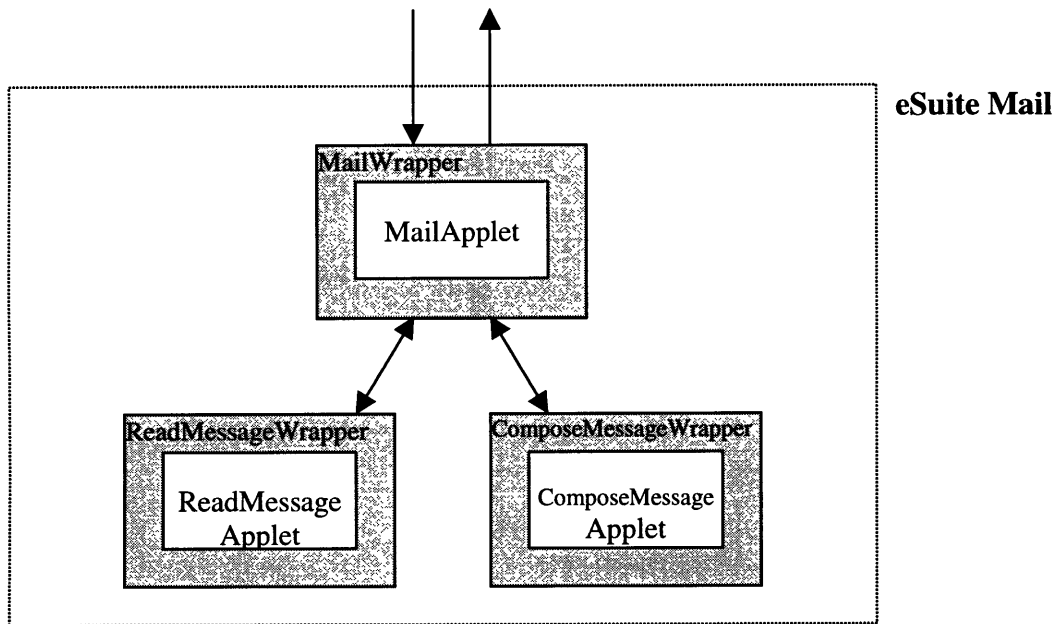 eSuite Mail
MailWrapper
MailApplet
ReadMessageWrapper
ReadMessage
Applet
ComposeMessageWrapper
ComposeMessage
Applet